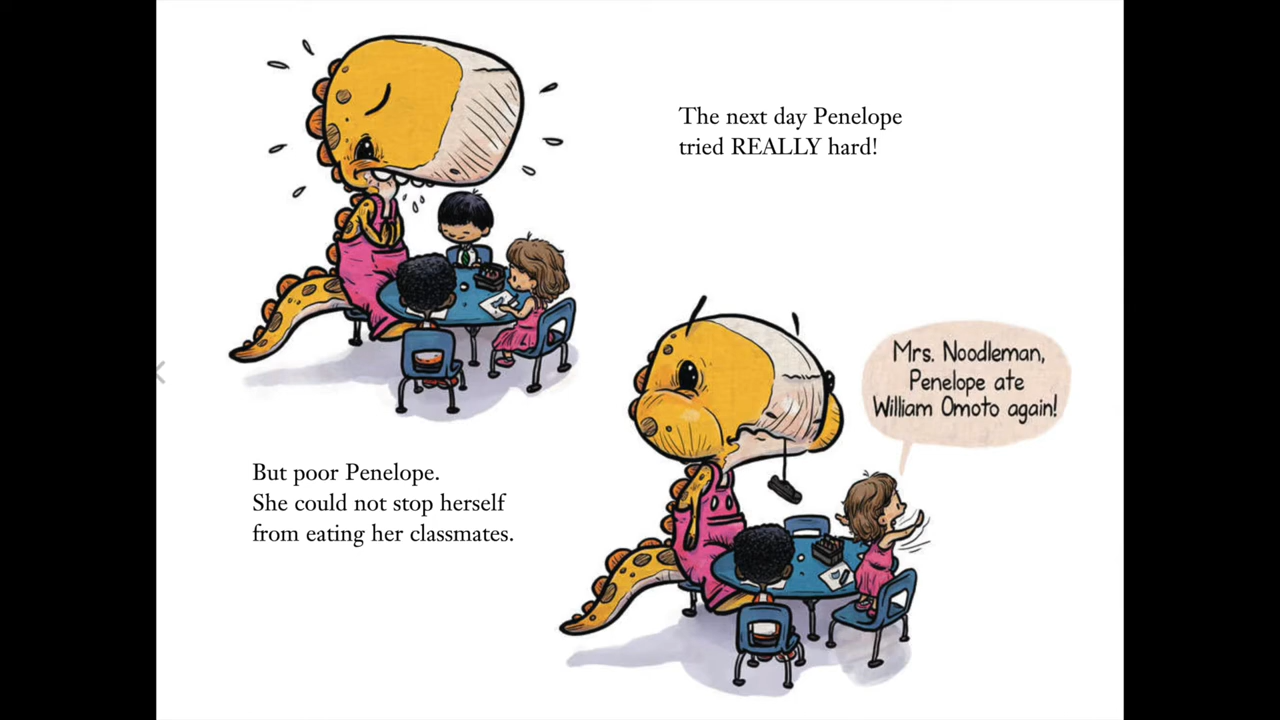 The next day Penelope
tried REALLY hard!
But poor Penelope.
She could not stop herself
from eating her classmates.
Mrs. Noodleman,
Penelope ate
William Omoto again!